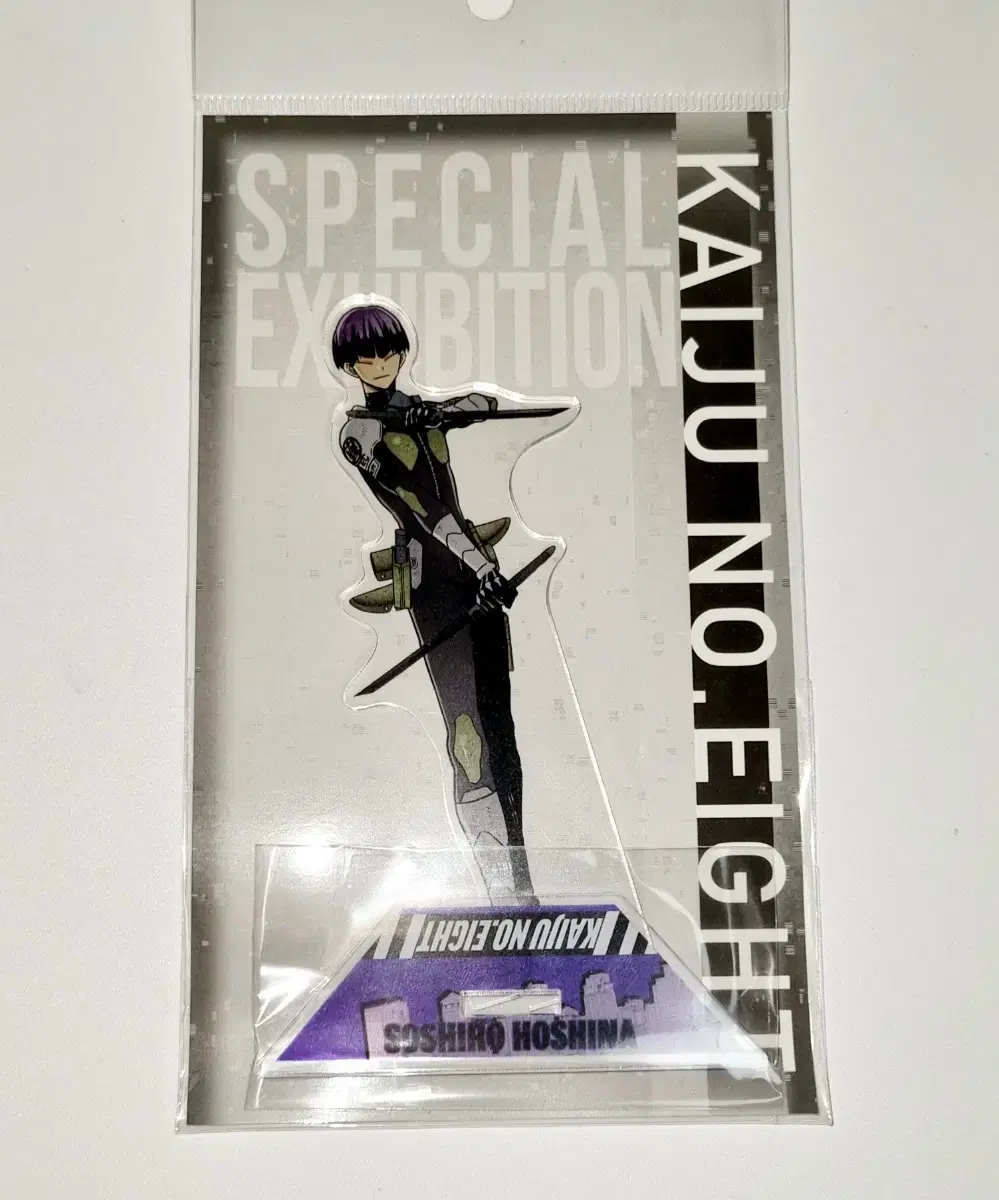 SPECIAL
EXHIBITION
KAIJU NO.EIGHT
KAIJU NO.EIGHT
SOSHIRO HOSHINA